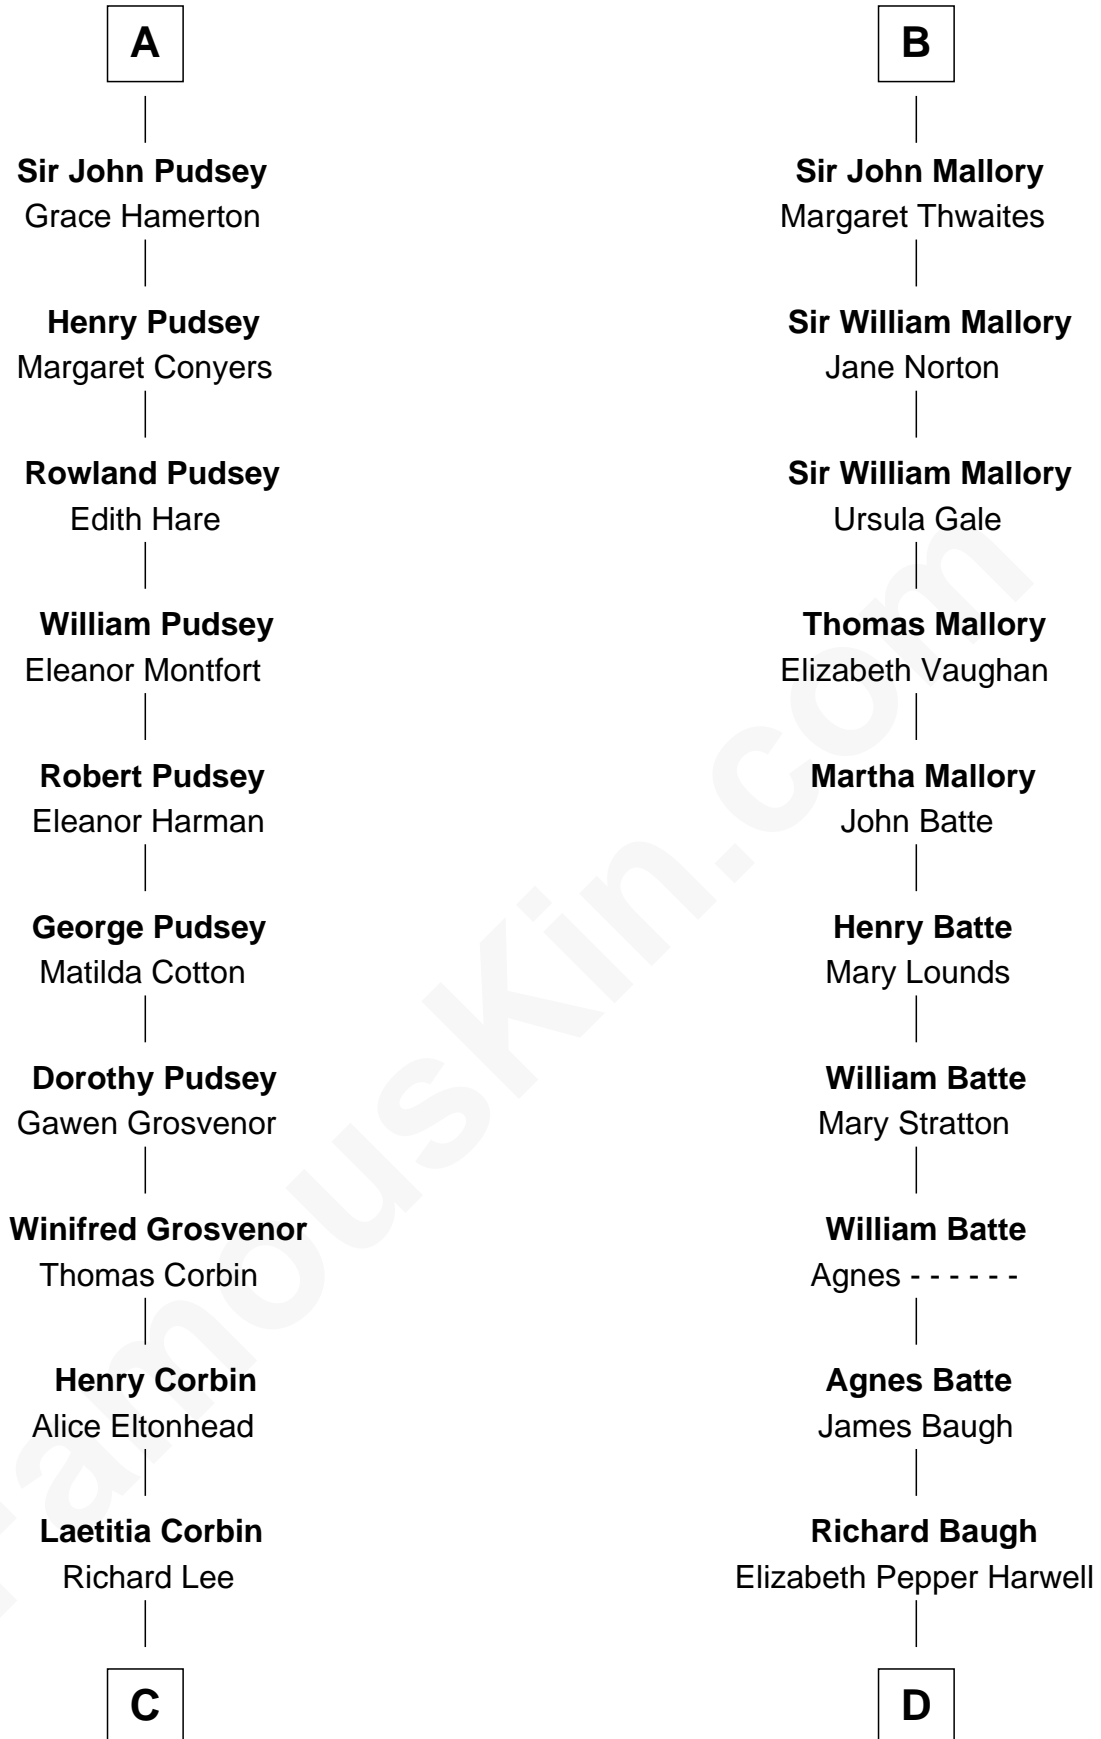 A
Sir John Pudsey
Grace Hamerton
Henry Pudsey
Margaret Conyers
Rowland Pudsey
Edith Hare
William Pudsey
Eleanor Montfort
Robert Pudsey
Eleanor Harman
George Pudsey
Matilda Cotton
Dorothy Pudsey
Gawen Grosvenor
Winifred Grosvenor
Thomas Corbin
Henry Corbin
Alice Eltonhead
Laetitia Corbin
Richard Lee
C
B
Sir John Mallory
Margaret Thwaites
Sir William Mallory
Jane Norton
Sir William Mallory
Ursula Gale
Thomas Mallory
Elizabeth Vaughan
Martha Mallory
John Batte
Henry Batte
Mary Lounds
William Batte
Mary Stratton
William Batte
Agnes - - - - - -
Agnes Batte
James Baugh
Richard Baugh
Elizabeth Pepper Harwell
D
FamousKin.com